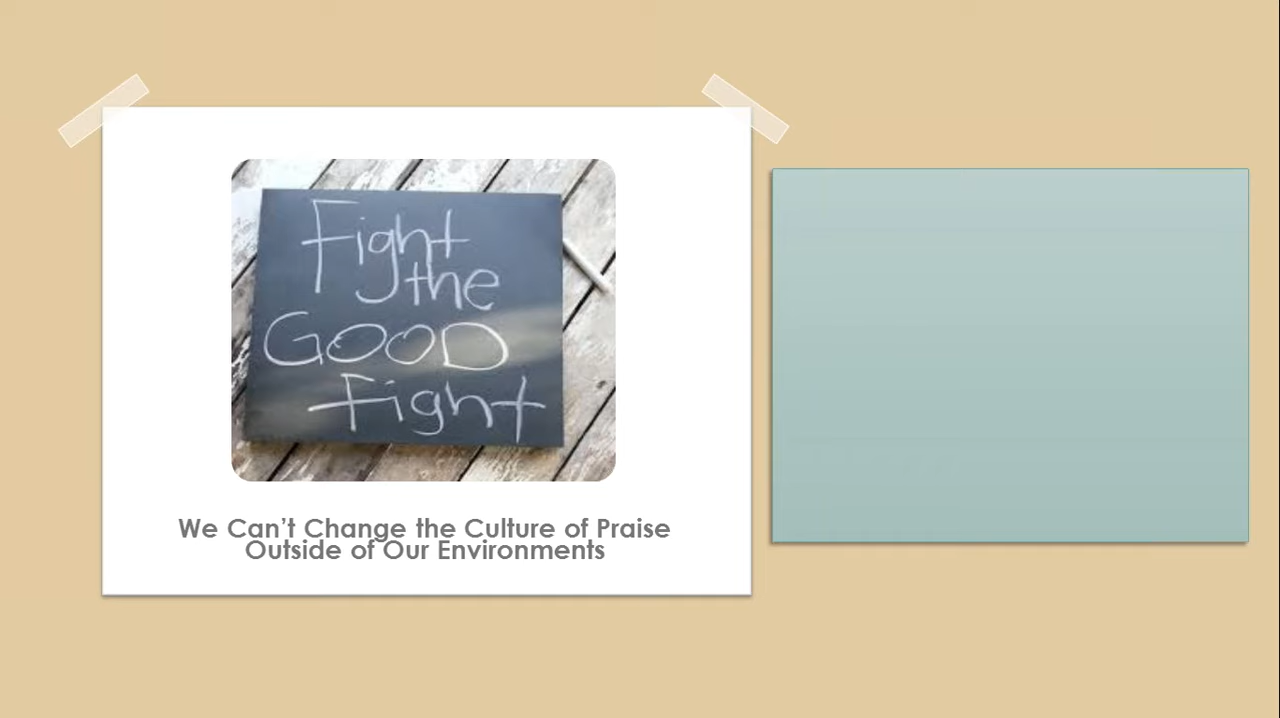 Fight
the
GOOD
Fight
We Can't Change the Culture of Praise
Outside of Our Environments